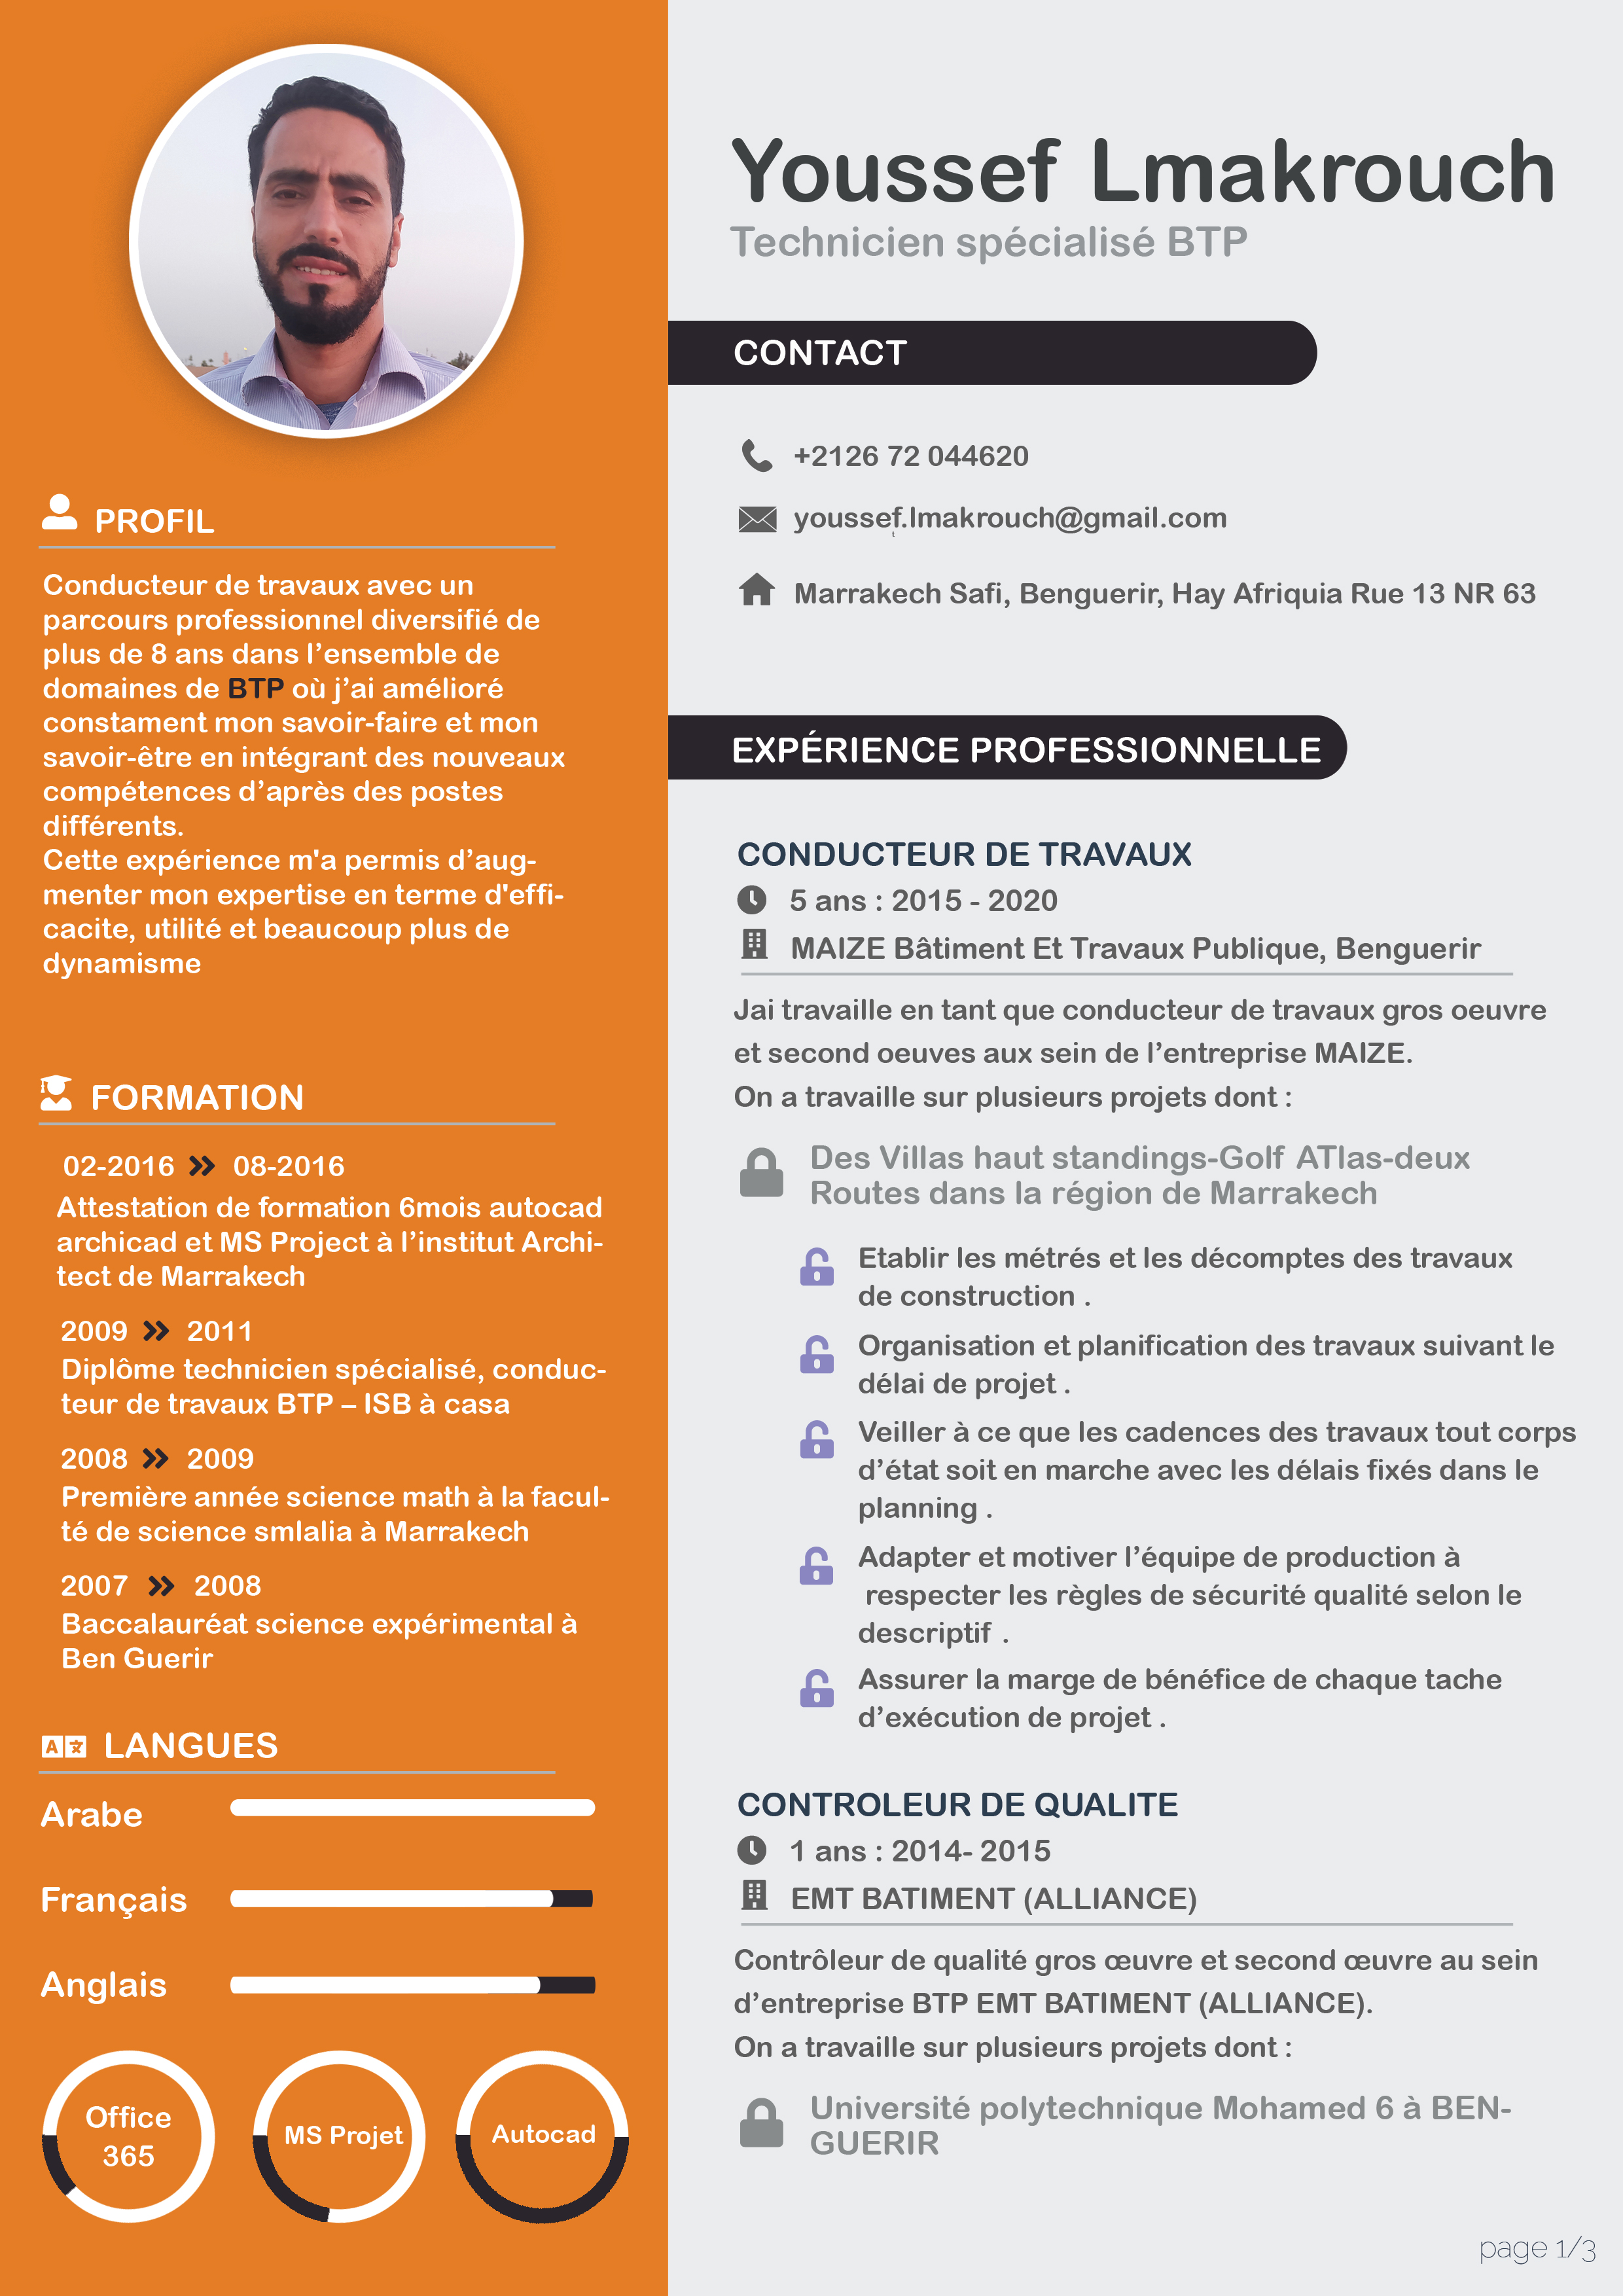 Youssef Lmakrouch
Technicien spécialisé BTP
CONTACT
+2126 72 044620
youssef.lmakrouch@gmail.com
t
Marrakech Safi, Benguerir, Hay Afriquia Rue 13 NR 63
PROFIL
Conducteur de travaux avec un
parcours professionnel diversifié de
plus de 8 ans dans l’ensemble de
domaines de BTP où j’ai amélioré
constament mon savoir-faire et mon
savoir-être en intégrant des nouveaux
compétences d’après des postes
différents.
Cette expérience m'a permis d’aug-
menter mon expertise en terme d'effi-
cacite, utilité et beaucoup plus de
dynamisme
FORMATION
02-2016 08-2016
Attestation de formation 6mois autocad
archicad et MS Project à l’institut Archi-
tect de Marrakech
2009 2011
Diplôme technicien spécialisé, conduc-
teur de travaux BTP – ISB à casa
2008 2009
Première année science math à la facul-
té de science smlalia à Marrakech
2007 2008
Baccalauréat science expérimental à
Ben Guerir
LANGUES
Arabe
Français
Anglais
Office
365
MS Projet
Autocad
EXPÉRIENCE PROFESSIONNELLE
CONDUCTEUR DE TRAVAUX
5 ans : 2015 - 2020
MAIZE Bâtiment Et Travaux Publique, Benguerir
Jai travaille en tant que conducteur de travaux gros oeuvre
et second oeuves aux sein de l’entreprise MAIZE.
On a travaille sur plusieurs projets dont :
Des Villas haut standings-Golf ATlas-deux
Routes dans la région de Marrakech
Etablir les métrés et les décomptes des travaux
de construction .
Organisation et planification des travaux suivant le
délai de projet .
Veiller à ce que les cadences des travaux tout corps
d’état soit en marche avec les délais fixés dans le
planning .
Adapter et motiver l’équipe de production à
respecter les règles de sécurité qualité selon le
descriptif .
Assurer la marge de bénéfice de chaque tache
d’exécution de projet .
CONTROLEUR DE QUALITE
1 ans : 2014- 2015
EMT BATIMENT (ALLIANCE)
Contrôleur de qualité gros œuvre et second œuvre au sein
d’entreprise BTP EMT BATIMENT (ALLIANCE).
On a travaille sur plusieurs projets dont :
Université polytechnique Mohamed 6 à BEN-
GUERIR
page 1/3